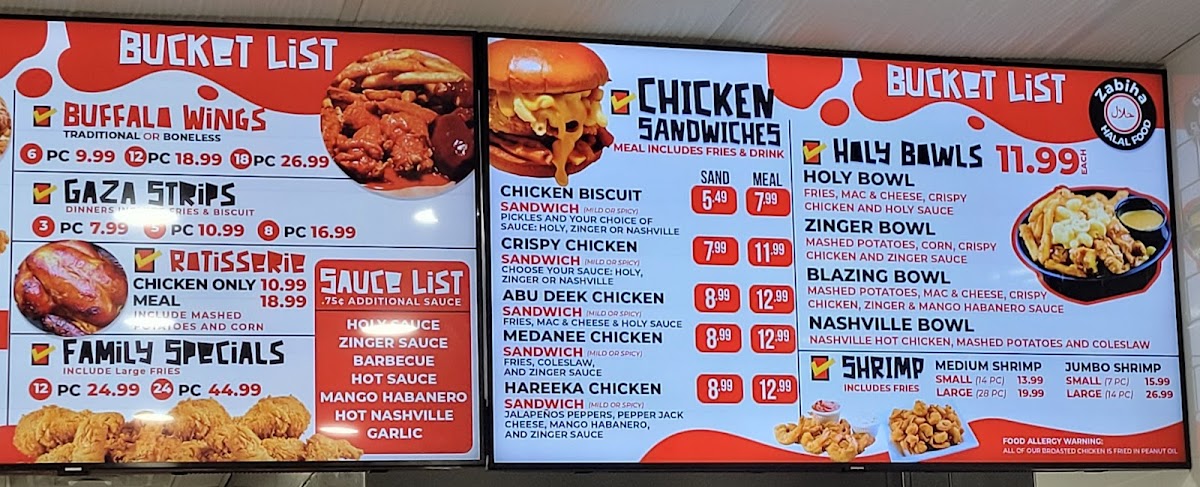 BUCKET LIST
BUFFALO WINGS
TRADITIONAL OR BONELESS
6 PC 9.99 12 PC 18.99 18 PC 26.99
GAZA STRIPS
DINNERS FRIES & BISCUIT
3 PC 7.99 5 PC 10.99 8 PC 16.99
ROTISSERIE
CHICKEN ONLY 10.99
MEAL 18.99
INCLUDE MASHED
POTATOES AND CORN
FAMILY SPECIALS
INCLUDE Large FRIES
12 PC 24.99 24 PC 44.99
SAUCE LIST
.75¢ ADDITIONAL SAUCE
HOLY SAUCE
ZINGER SAUCE
BARBECUE
HOT SAUCE
MANGO HABANERO
HOT NASHVILLE
GARLIC
CHICKEN
SANDWICHES
MEAL INCLUDES FRIES & DRINK
SAND MEAL
CHICKEN BISCUIT
SANDWICH (MILD OR SPICY) 5.49 7.99
PICKLES AND YOUR CHOICE OF
SAUCE: HOLY, ZINGER OR NASHVILLE
CRISPY CHICKEN
SANDWICH (MILD OR SPICY) 7.99 11.99
CHOOSE YOUR SAUCE: HOLY,
ZINGER OR NASHVILLE
ABU DEEK CHICKEN
SANDWICH (MILD OR SPICY) 8.99 12.99
FRIES, MAC & CHEESE & HOLY SAUCE
MEDANEE CHICKEN
SANDWICH (MILD OR SPICY) 8.99 12.99
FRIES, COLESLAW,
AND ZINGER SAUCE
HAREEKA CHICKEN
SANDWICH (MILD OR SPICY) 8.99 12.99
JALAPEÑOS PEPPERS, PEPPER JACK
CHEESE, MANGO HABANERO,
AND ZINGER SAUCE
BUCKET LIST
Zabiha
حلال
HALAL FOOD
HOLY BOWLS 11.99 EACH
HOLY BOWL
FRIES, MAC & CHEESE, CRISPY
CHICKEN AND HOLY SAUCE
ZINGER BOWL
MASHED POTATOES, CORN, CRISPY
CHICKEN AND ZINGER SAUCE
BLAZING BOWL
MASHED POTATOES, MAC & CHEESE, CRISPY
CHICKEN, ZINGER & MANGO HABANERO SAUCE
NASHVILLE BOWL
NASHVILLE HOT CHICKEN, MASHED POTATOES AND COLESLAW
SHRIMP
INCLUDES FRIES
MEDIUM SHRIMP
SMALL (14 PC) 13.99
LARGE (28 PC) 19.99
JUMBO SHRIMP
SMALL (7 PC) 15.99
LARGE (14 PC) 26.99
FOOD ALLERGY WARNING:
ALL OF OUR BROASTED CHICKEN IS FRIED IN PEANUT OIL